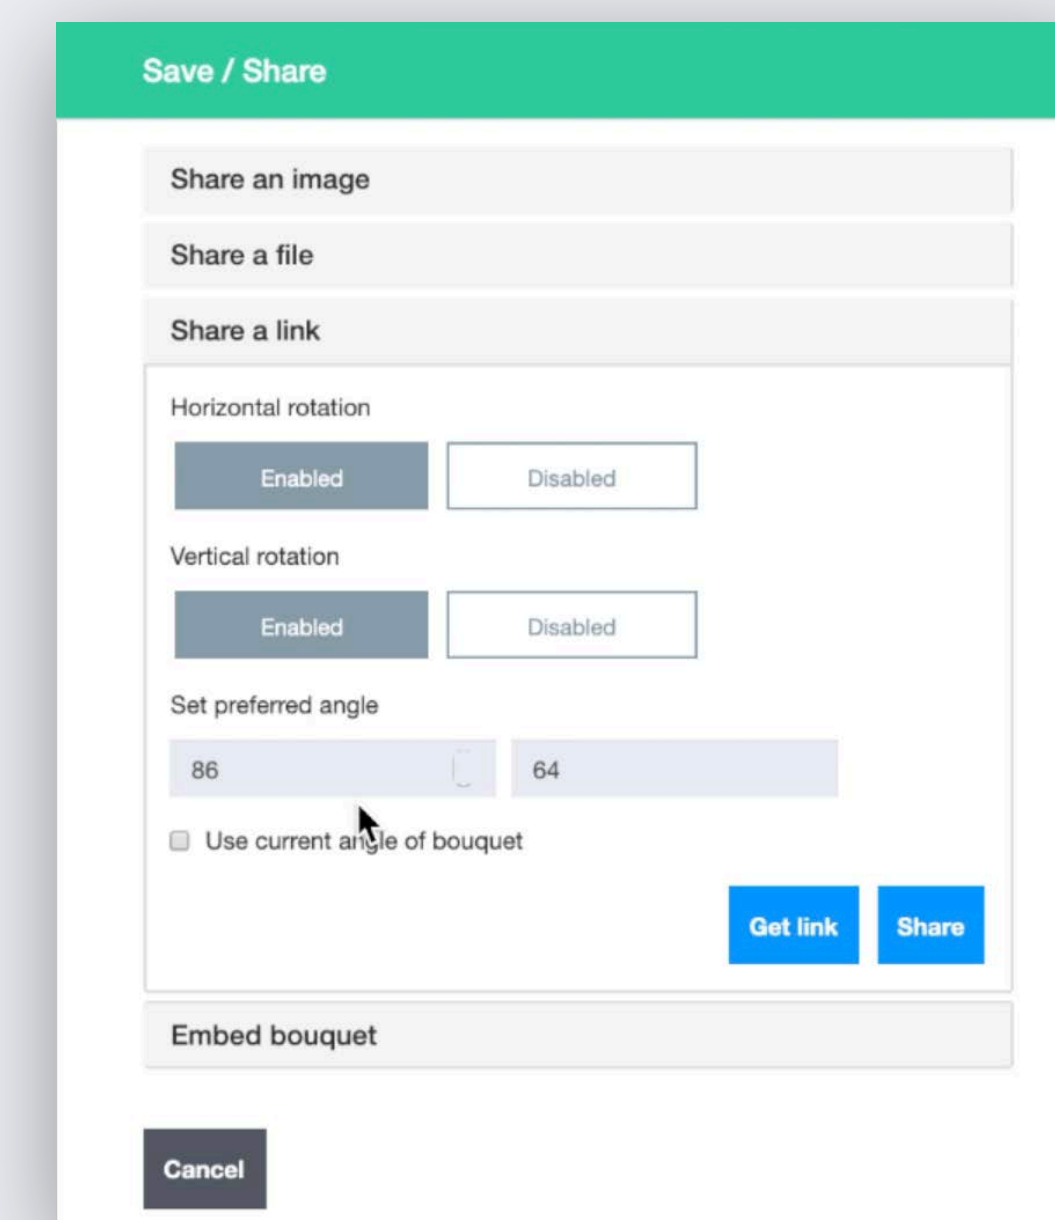 Save / Share
Share an image
Share a file
Share a link
Horizontal rotation
Enabled Disabled
Vertical rotation
Enabled Disabled
Set preferred angle
86 64
Use current angle of bouquet
Get link Share
Embed bouquet
Cancel